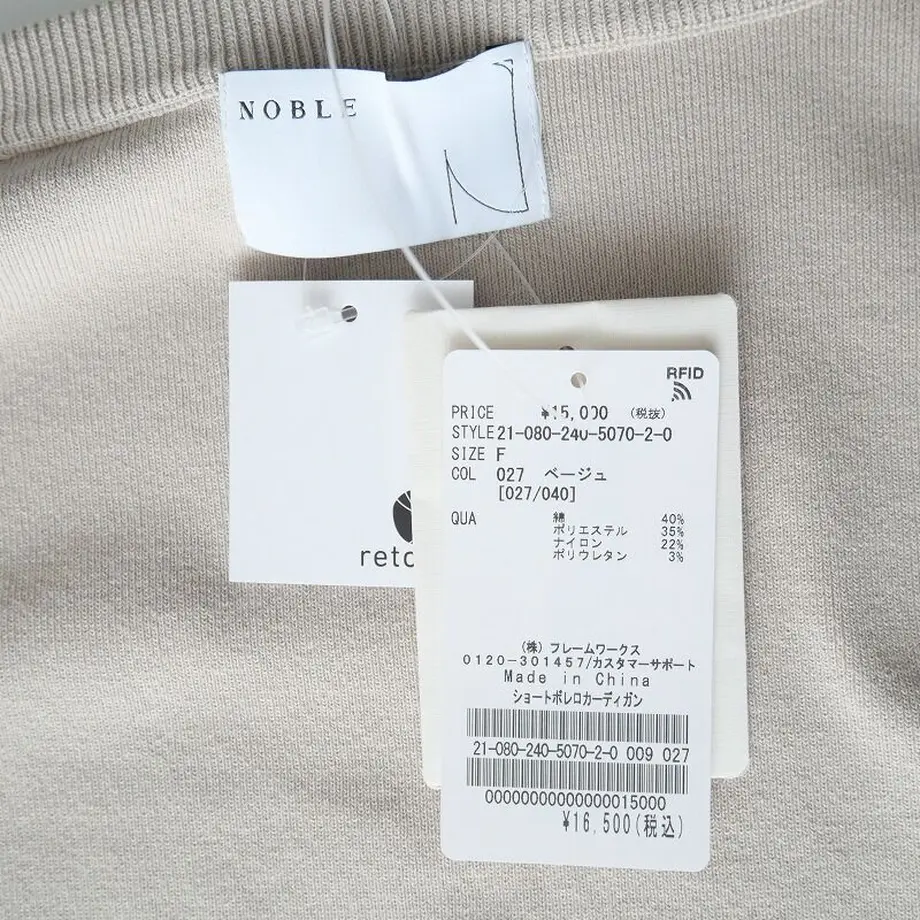 NOBLE
RFID
PRICE ¥15,000 (税抜)
STYLE 21-080-240-5070-2-0
SIZE F
COL 027 ベージュ
[027/040]
QUA 綿 40%
ポリエステル 35%
ナイロン 22%
ポリウレタン 3%
(株) フレームワークス
0120-301457/カスタマーサポート
Made in China
ショートボレロカーディガン
21-080-240-5070-2-0 009 027
00000000000000015000
¥16,500(税込)